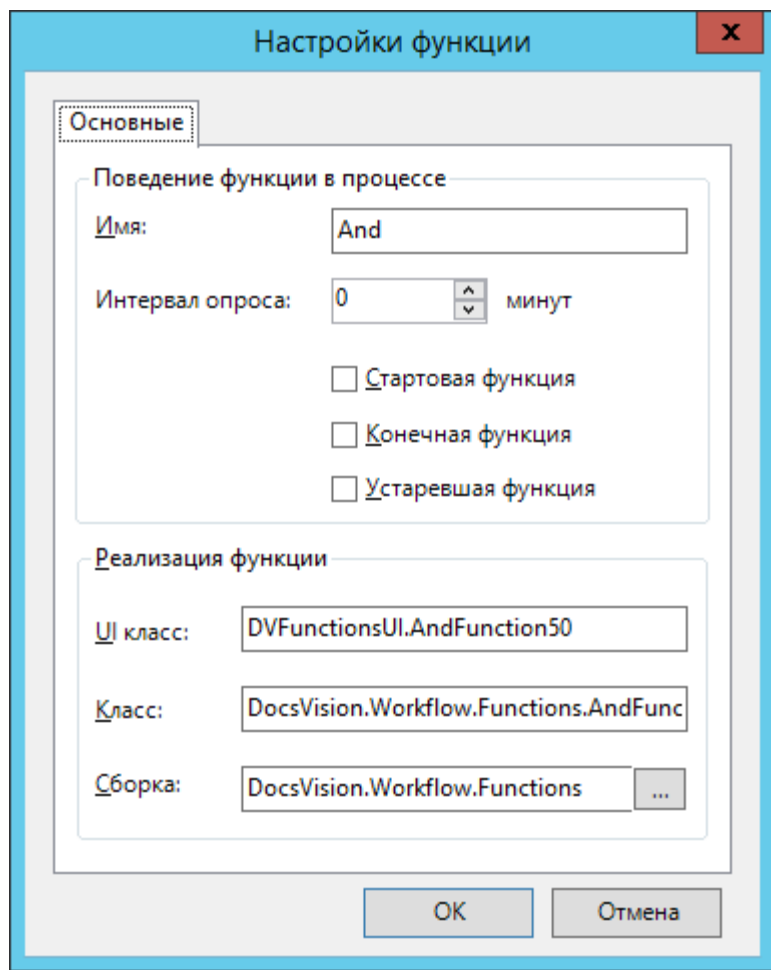 Настройки функции
x
Основные
Поведение функции в процессе
Имя: And
Интервал опроса: 0 минут
Стартовая функция
Конечная функция
Устаревшая функция
Реализация функции
UI класс: DVFunctionsUI.AndFunction50
Класс: DocsVision.Workflow.Functions.AndFunc
Сборка: DocsVision.Workflow.Functions ...
ОК Отмена